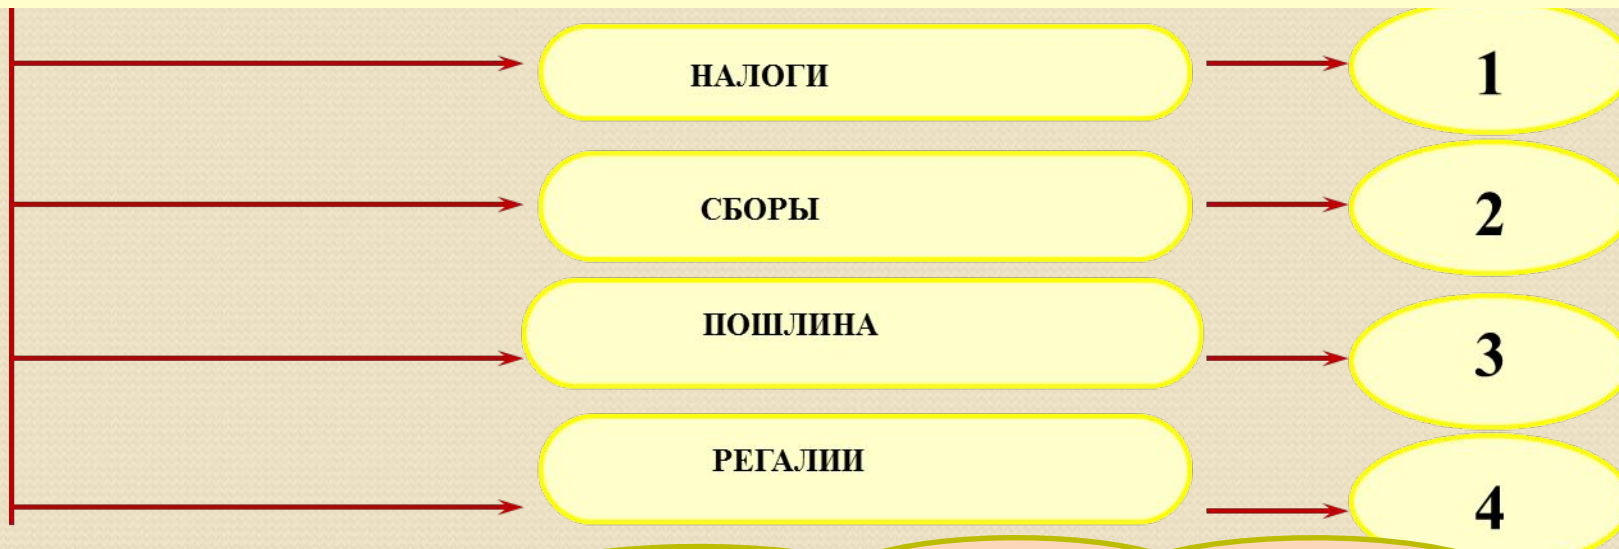 НАЛОГИ
1
СБОРЫ
2
ПОШЛИНА
3
РЕГАЛИИ
4